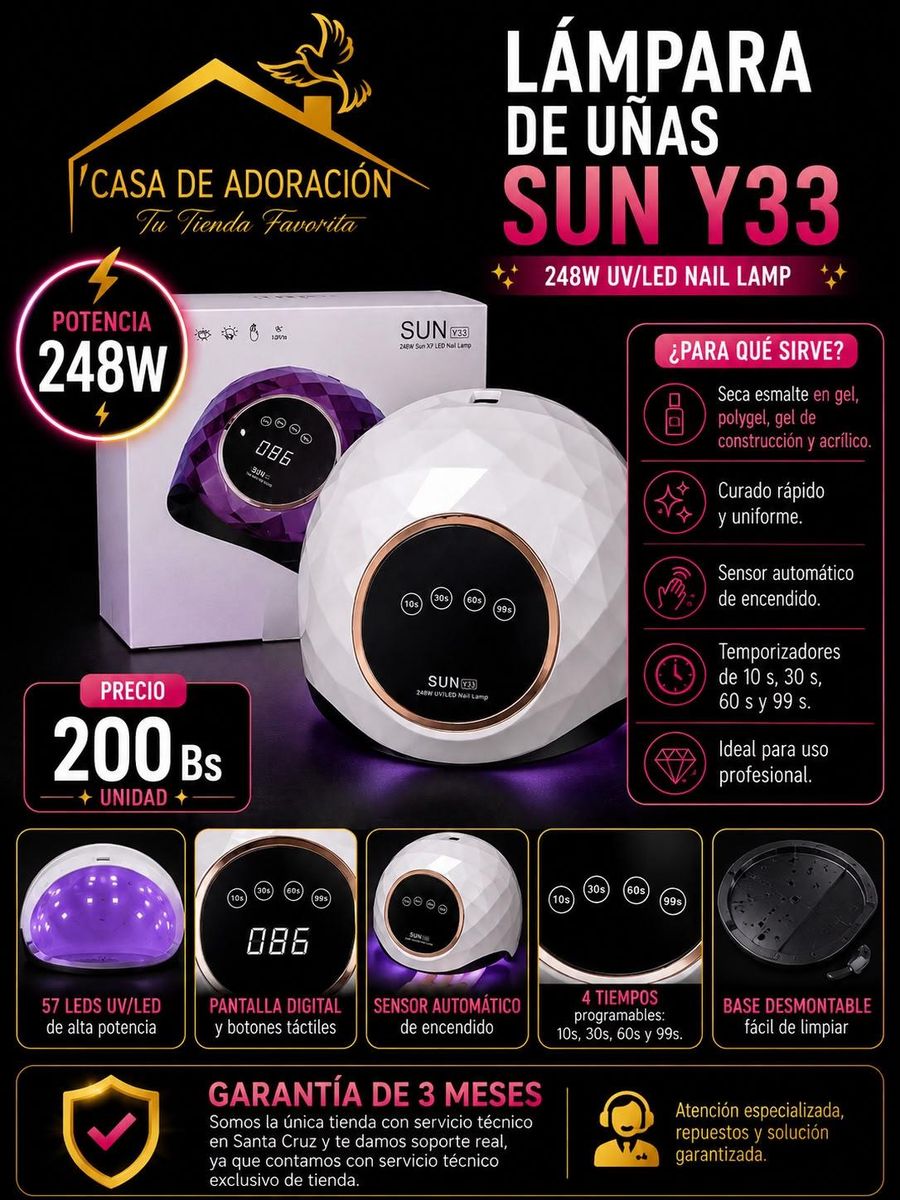 CASA DE ADORACIÓN
Tu Tienda Favorita
LÁMPARA
DE UÑAS
SUN Y33
248W UV/LED NAIL LAMP
POTENCIA
248W
SUN Y33
248W Sun X7 LED Nail Lamp
086
SUN
10s 30s 60s 99s
SUN Y33
248W UV/LED Nail Lamp
¿PARA QUÉ SIRVE?
Seca esmalte en gel,
polygel, gel de
construcción y acrílico.
Curado rápido
y uniforme.
Sensor automático
de encendido.
Temporizadores
de 10 s, 30 s,
60 s y 99 s.
Ideal para uso
profesional.
PRECIO
200 Bs
UNIDAD
57 LEDS UV/LED
de alta potencia
10s 30s 60s 99s
086
PANTALLA DIGITAL
y botones táctiles
SUN
SENSOR AUTOMÁTICO
de encendido
10s 30s 60s 99s
4 TIEMPOS
programables:
10s, 30s, 60s y 99s.
BASE DESMONTABLE
fácil de limpiar
GARANTÍA DE 3 MESES
Somos la única tienda con servicio técnico
en Santa Cruz y te damos soporte real,
ya que contamos con servicio técnico
exclusivo de tienda.
Atención especializada,
repuestos y solución
garantizada.